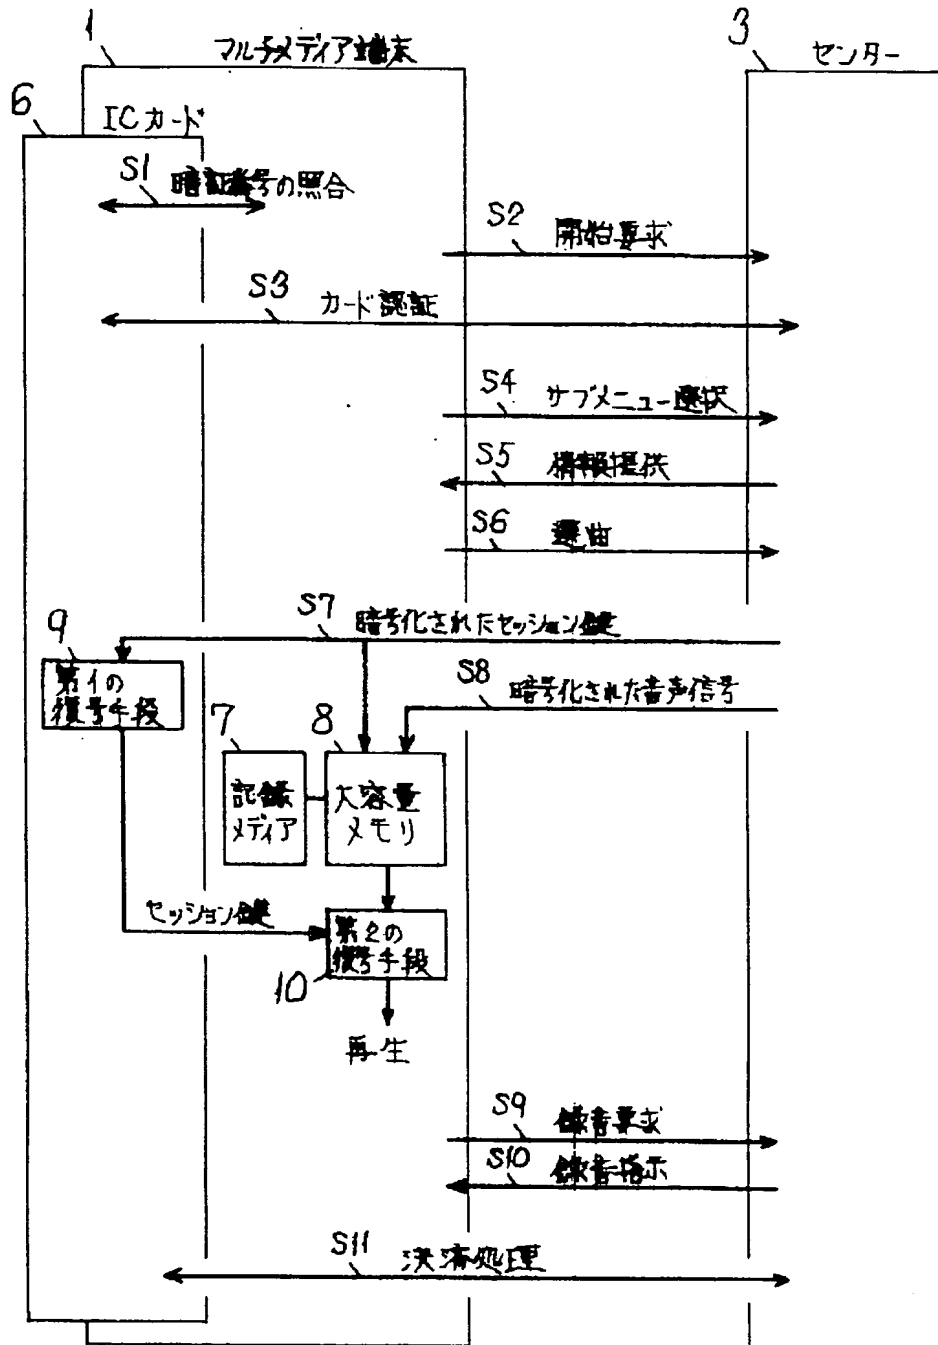 1
マルチメディア端末
3
センター
6
ICカード
S1
暗証番号の照合
S2
開始要求
S3
カード認証
S4
サブメニュー選択
S5
情報提供
S6
選曲
S7
暗号化されたセッション鍵
9
第1の
復号手段
S8
暗号化された音声信号
7
8
記録
メディア
大容量
メモリ
セッション鍵
第2の
復号手段
10
再生
S9
録音要求
S10
録音指示
S11
決済処理